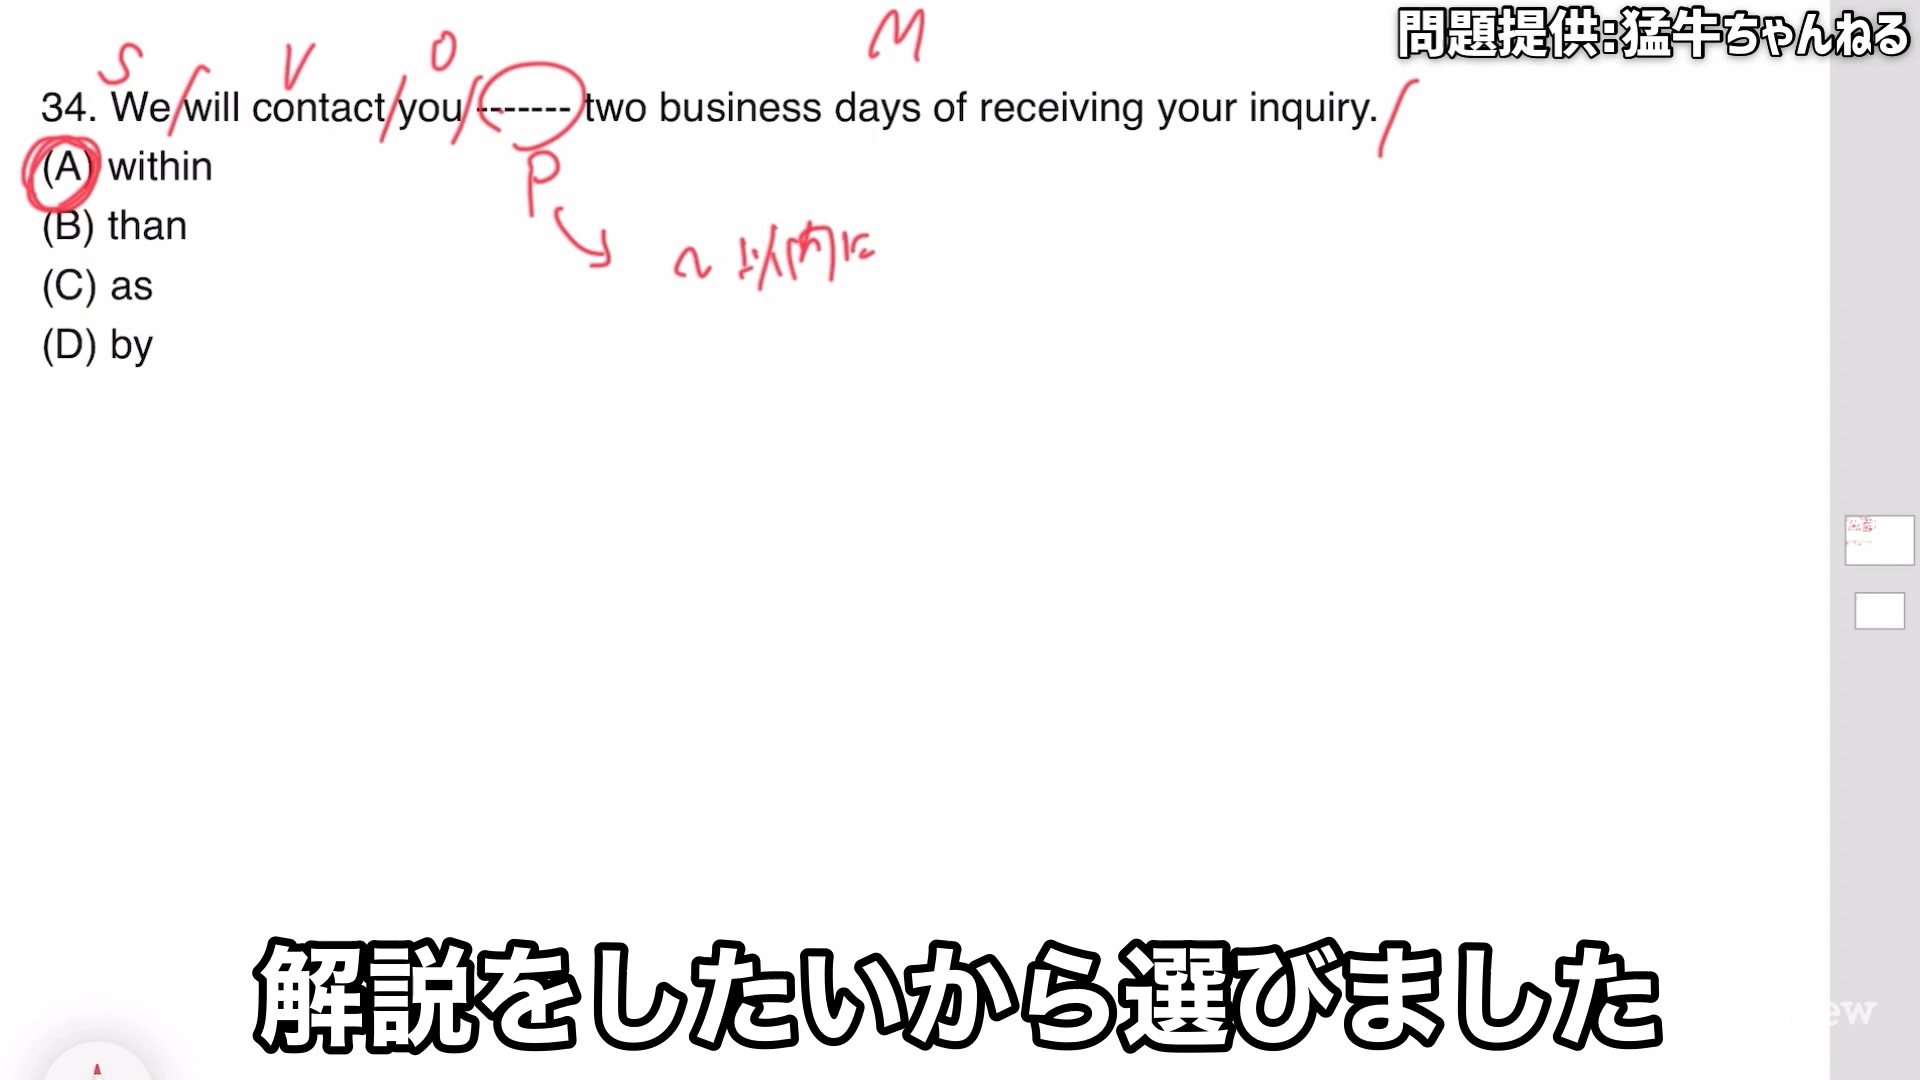 問題提供:猛牛ちゃんねる
S V O M
34. We will contact you ------- two business days of receiving your inquiry.
(A) within
P
(B) than
~以内に
(C) as
(D) by
解説をしたいから選びました